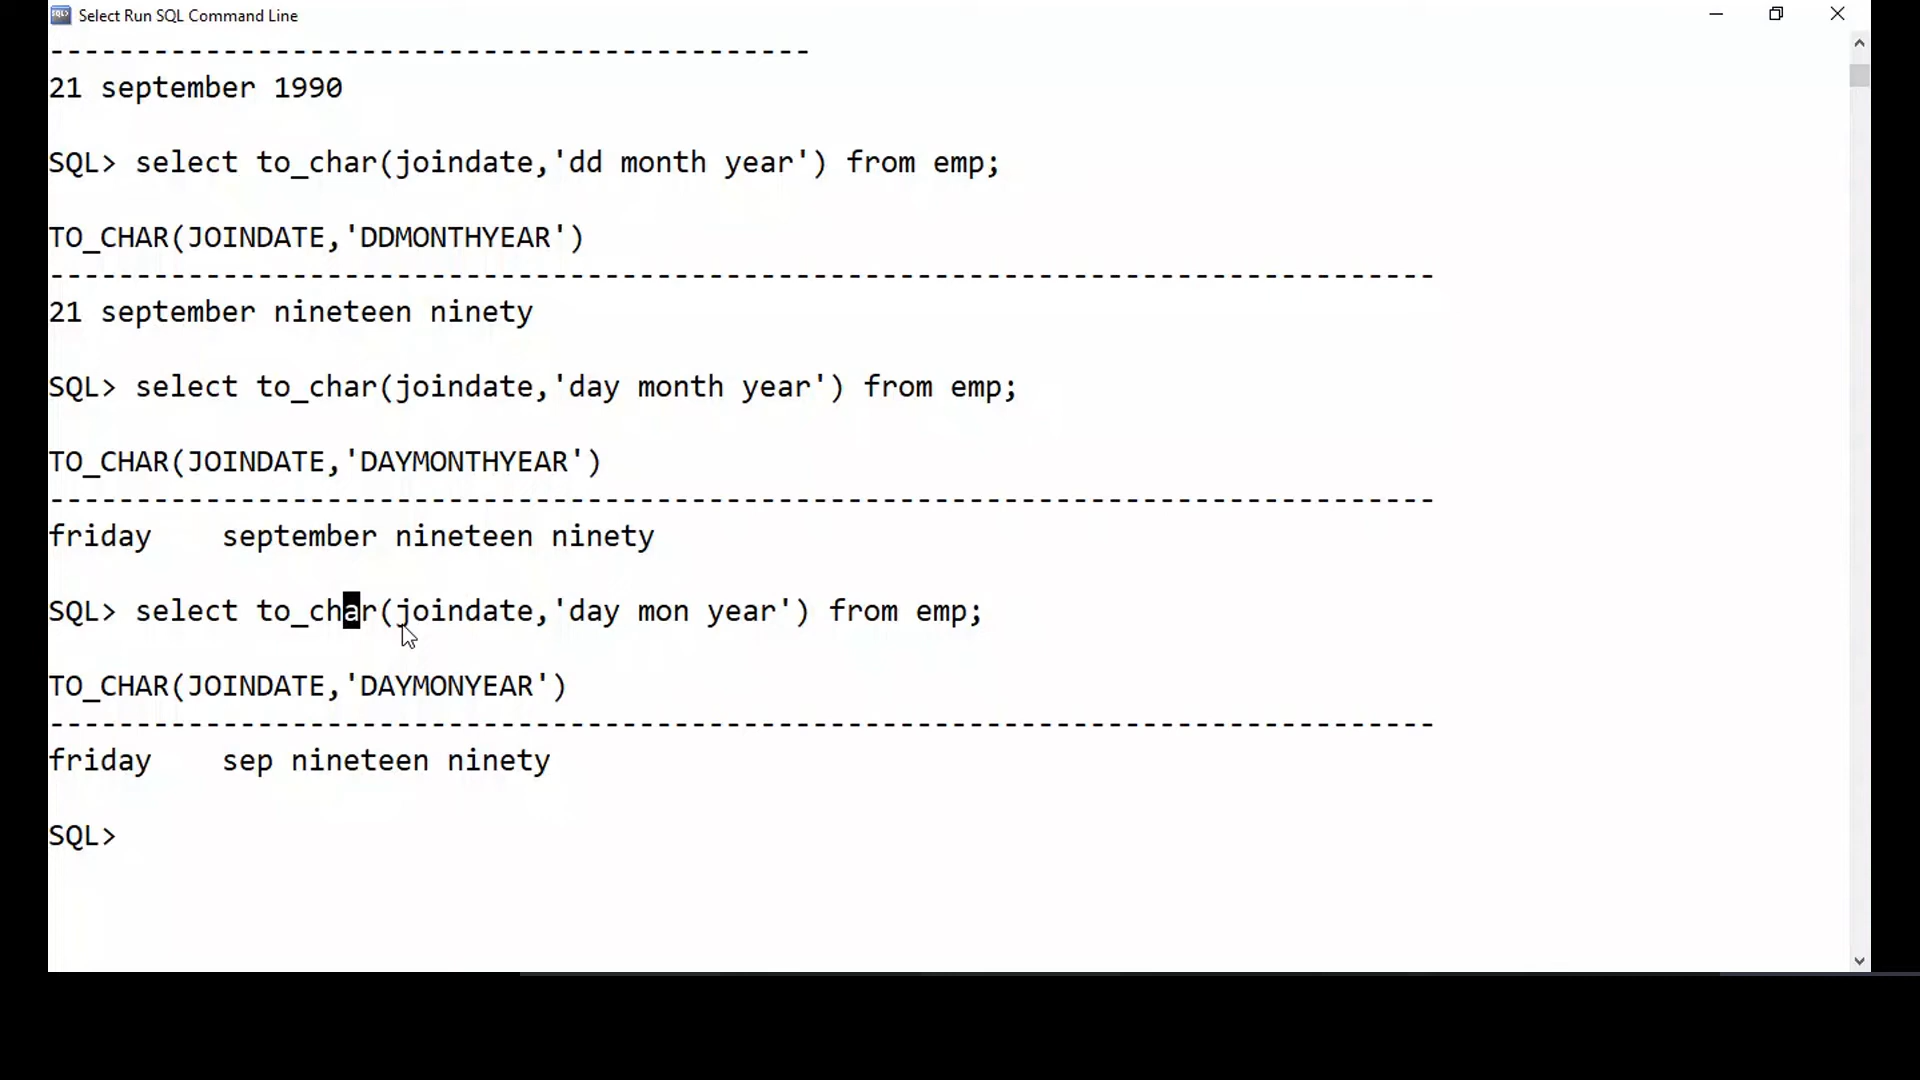 Select Run SQL Command Line
--------------------------------------------
21 september 1990
SQL> select to_char(joindate,'dd month year') from emp;
TO_CHAR(JOINDATE,'DDMONTHYEAR')
--------------------------------------------------------------------------------
21 september nineteen ninety
SQL> select to_char(joindate,'day month year') from emp;
TO_CHAR(JOINDATE,'DAYMONTHYEAR')
--------------------------------------------------------------------------------
friday    september nineteen ninety
SQL> select to_char(joindate,'day mon year') from emp;
TO_CHAR(JOINDATE,'DAYMONYEAR')
--------------------------------------------------------------------------------
friday    sep nineteen ninety
SQL>